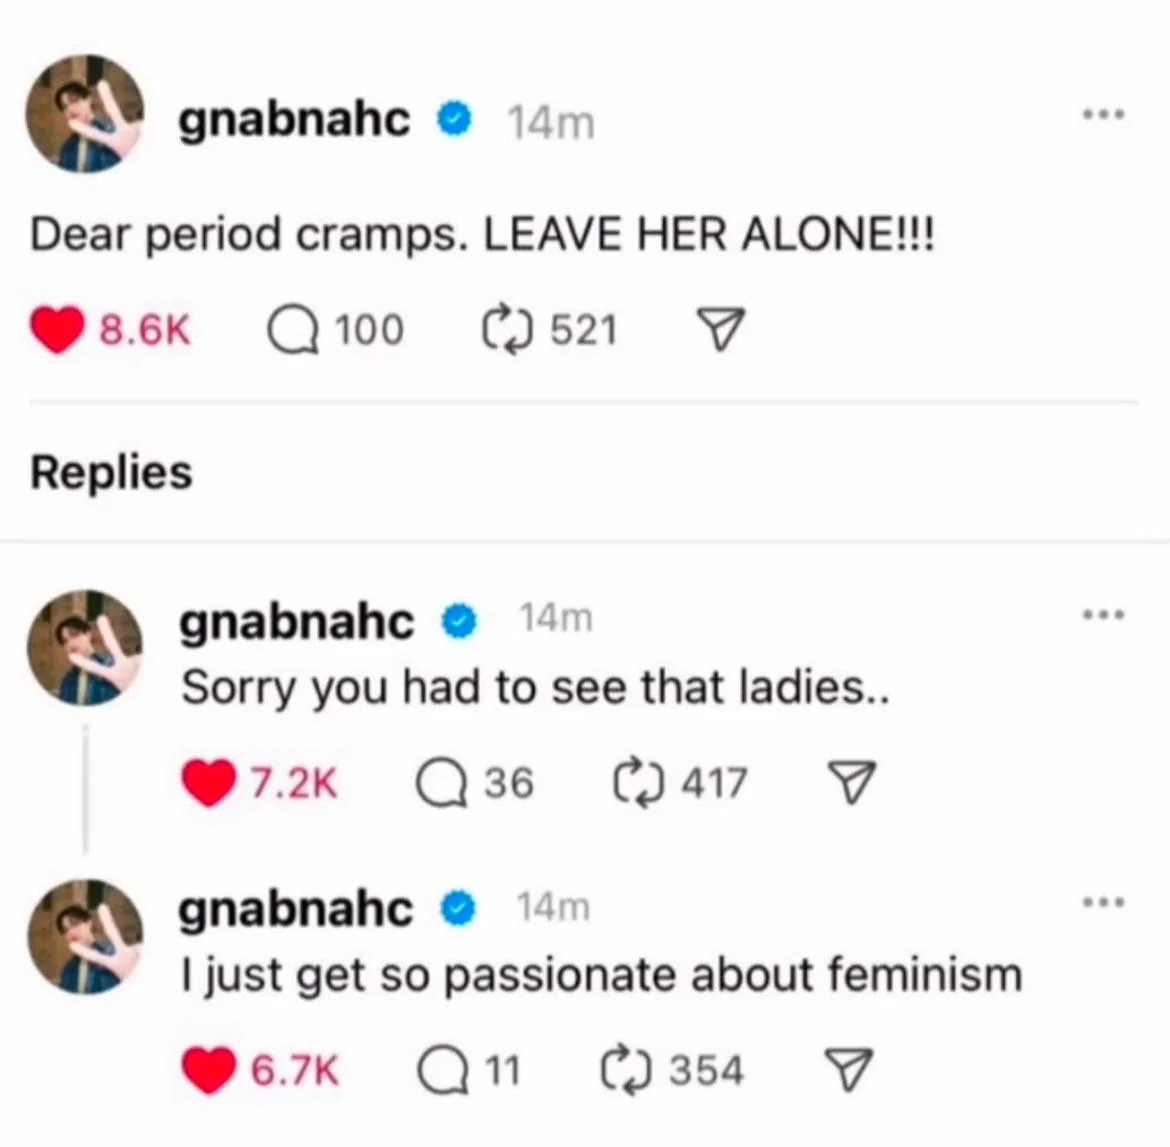 gnabnahc 14m
Dear period cramps. LEAVE HER ALONE!!!
8.6K 100 521
Replies
gnabnahc 14m
Sorry you had to see that ladies..
7.2K 36 417
gnabnahc 14m
I just get so passionate about feminism
6.7K 11 354